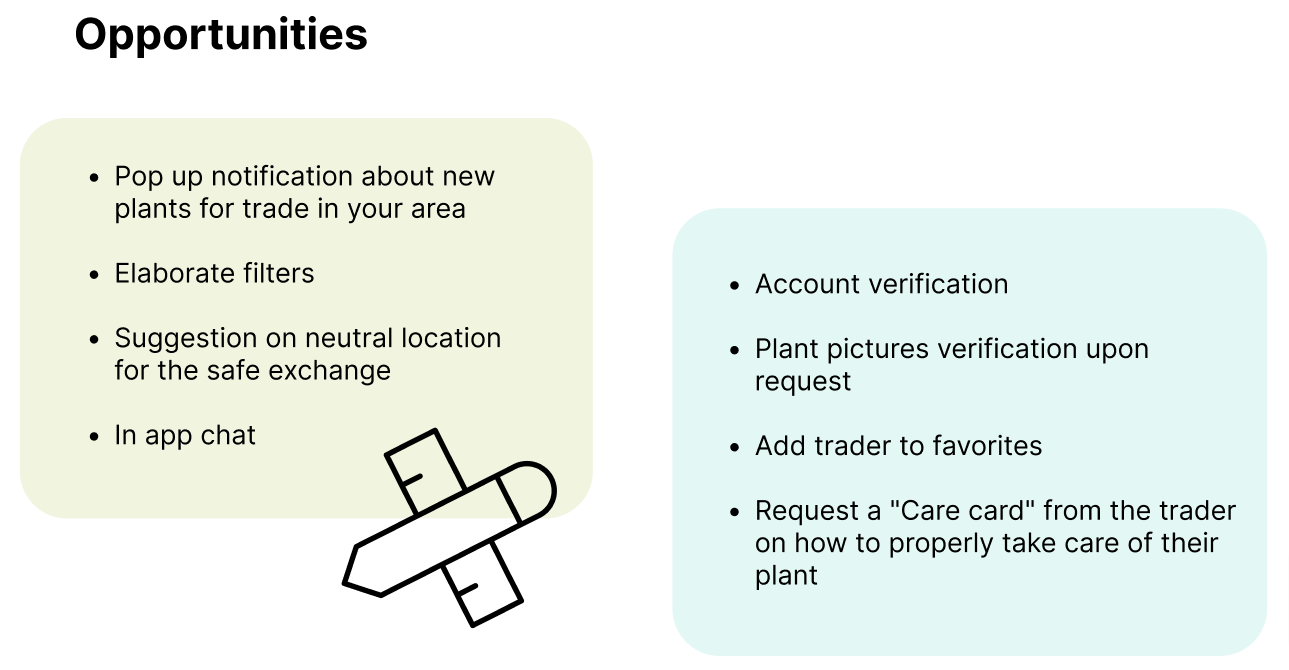 Opportunities
• Pop up notification about new
plants for trade in your area
• Elaborate filters
• Suggestion on neutral location
for the safe exchange
• In app chat
• Account verification
• Plant pictures verification upon
request
• Add trader to favorites
• Request a "Care card" from the trader
on how to properly take care of their
plant